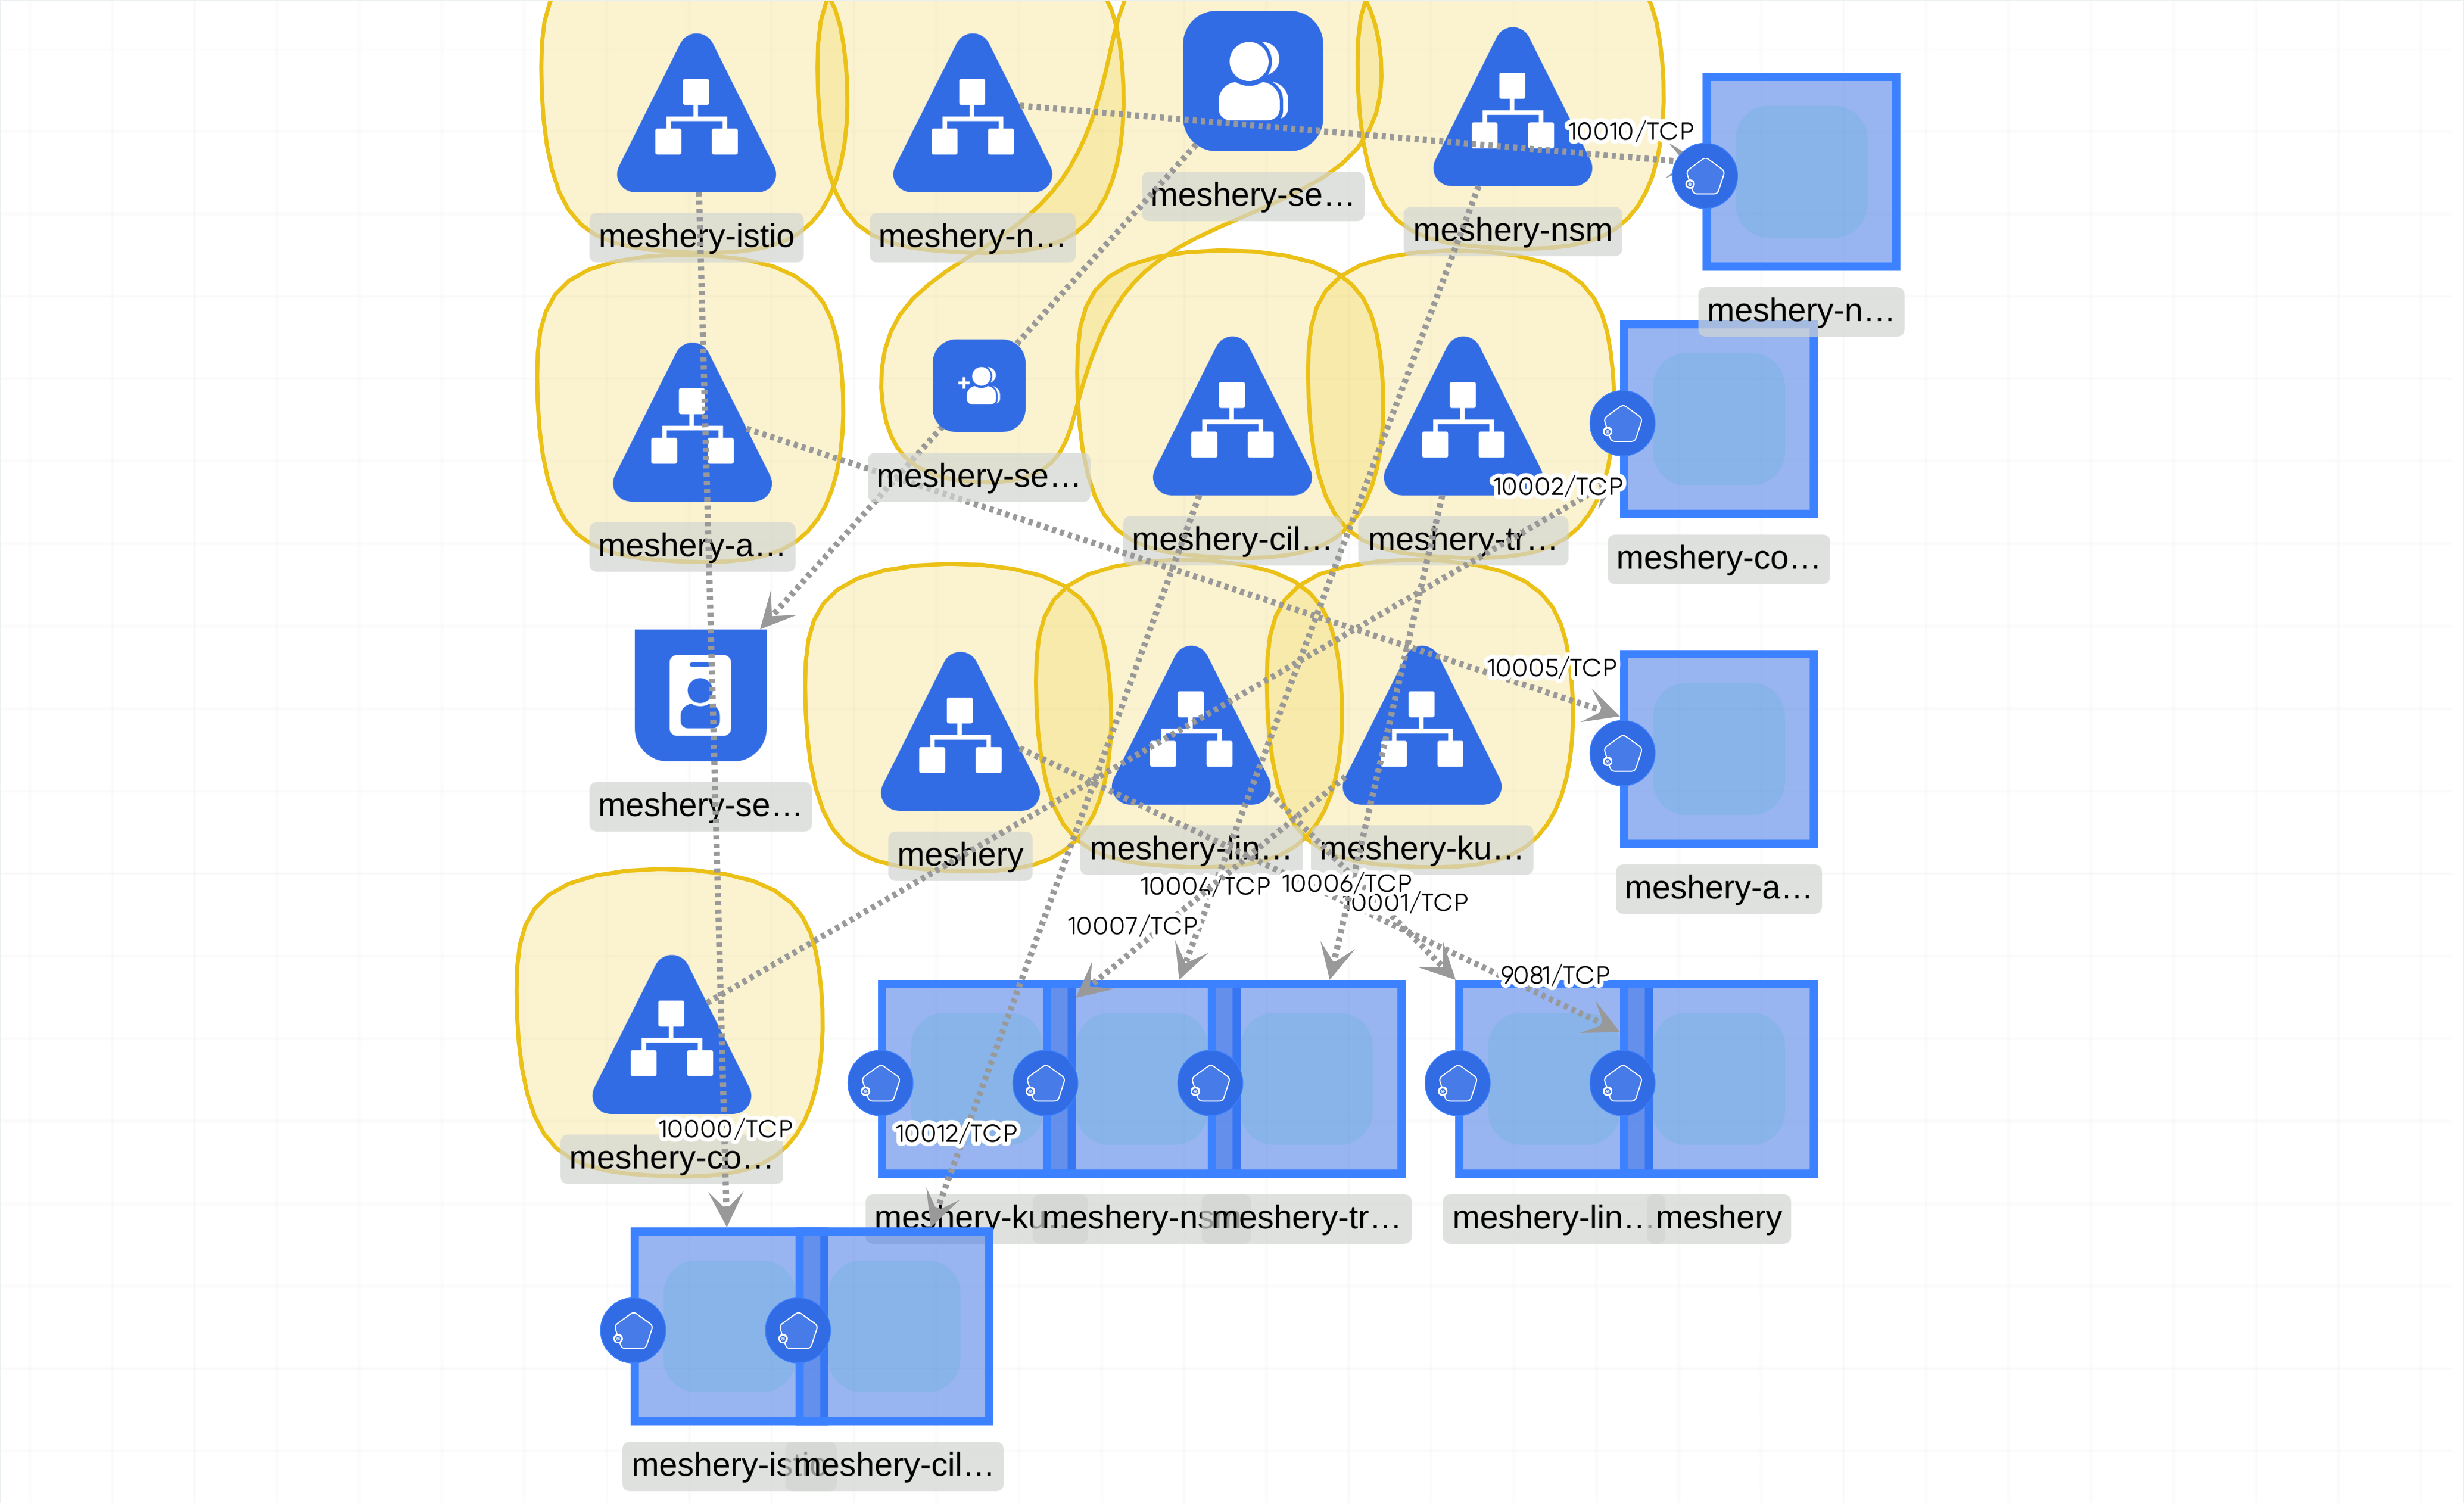 10010/TCP
meshery-se…
meshery-istio
meshery-n…
meshery-nsm
meshery-n…
meshery-se…
10002/TCP
meshery-a…
meshery-cil…
meshery-tr…
meshery-co…
10005/TCP
meshery-se…
meshery
meshery-lin…
meshery-ku…
meshery-a…
10004/TCP
10006/TCP
10001/TCP
10007/TCP
9081/TCP
10000/TCP
10012/TCP
meshery-co…
meshery-ku…
meshery-nsm
meshery-tr…
meshery-lin…
meshery
meshery-istio
meshery-cil…